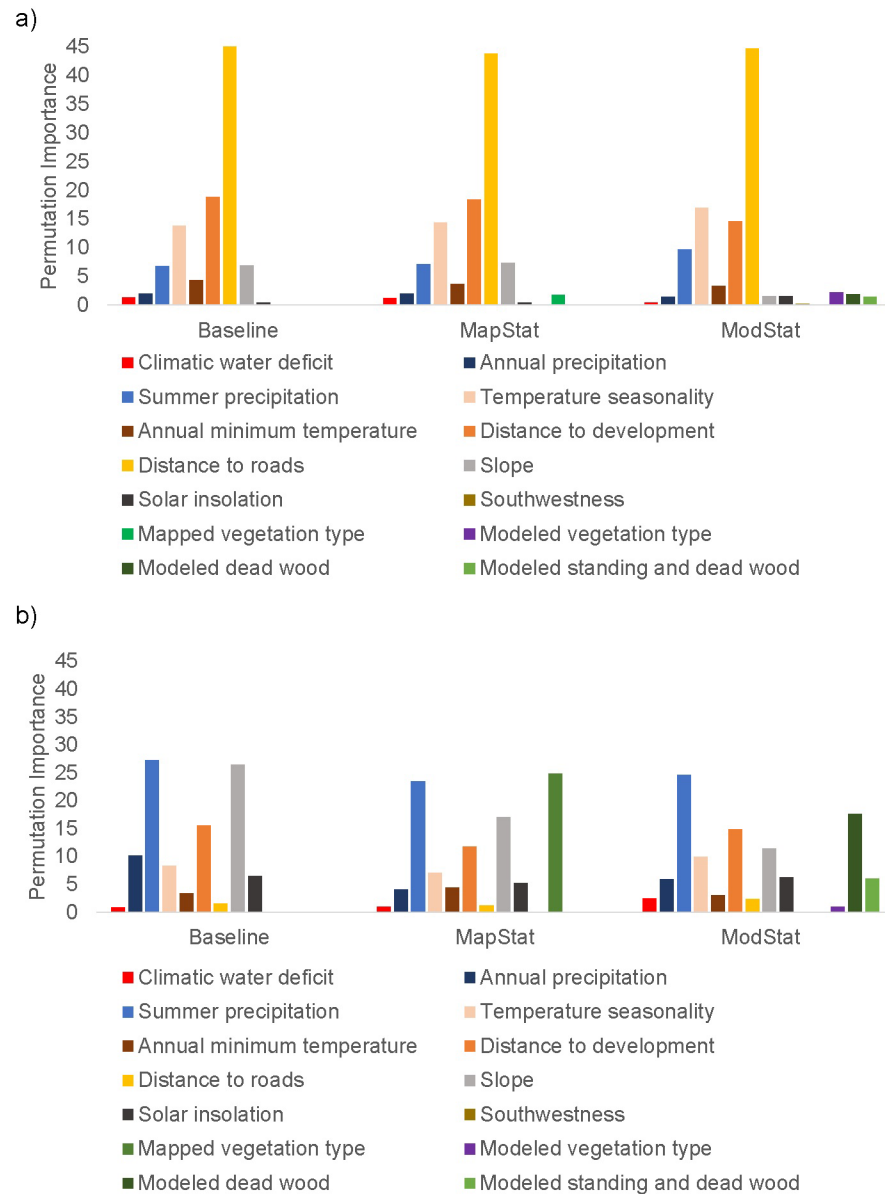 a)
Permutation Importance
45
40
35
30
25
20
15
10
5
0
Baseline MapStat ModStat
Climatic water deficit Annual precipitation
Summer precipitation Temperature seasonality
Annual minimum temperature Distance to development
Distance to roads Slope
Solar insolation Southwestness
Mapped vegetation type Modeled vegetation type
Modeled dead wood Modeled standing and dead wood
b)
Permutation Importance
45
40
35
30
25
20
15
10
5
0
Baseline MapStat ModStat
Climatic water deficit Annual precipitation
Summer precipitation Temperature seasonality
Annual minimum temperature Distance to development
Distance to roads Slope
Solar insolation Southwestness
Mapped vegetation type Modeled vegetation type
Modeled dead wood Modeled standing and dead wood